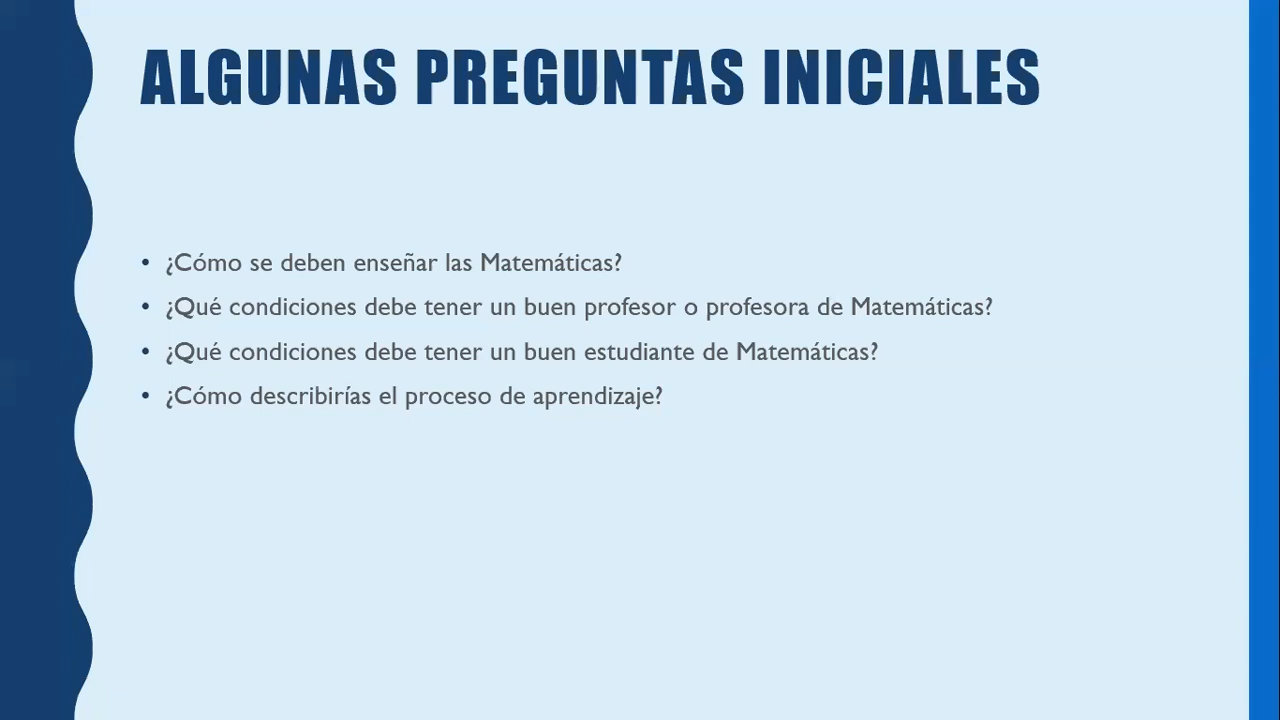 ALGUNAS PREGUNTAS INICIALES
• ¿Cómo se deben enseñar las Matemáticas?
• ¿Qué condiciones debe tener un buen profesor o profesora de Matemáticas?
• ¿Qué condiciones debe tener un buen estudiante de Matemáticas?
• ¿Cómo describirías el proceso de aprendizaje?